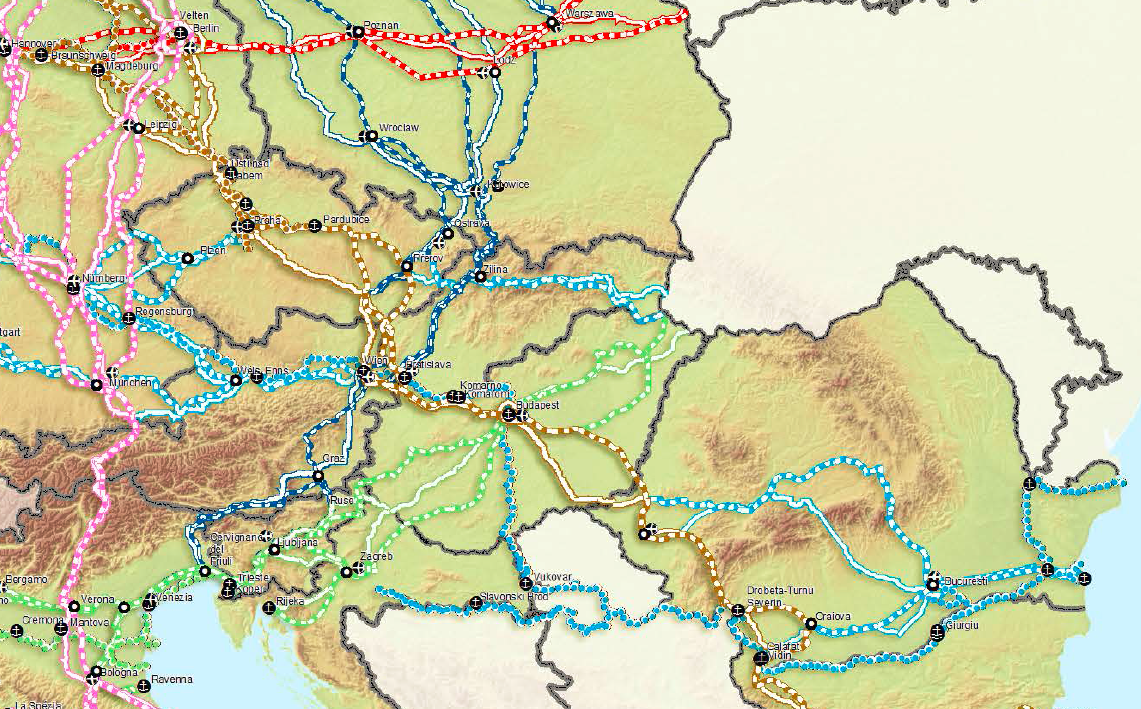 Velten
Berlin
Hannover
Braunschweig
Magdeburg
Poznan
Warszawa
Lodz
Leipzig
Wroclaw
Katowice
Usti nad
Labem
Praha
Pardubice
Ostrava
Plzen
Prerov
Zilina
Nürnberg
Regensburg
tgart
München
Wels
Enns
Wien
Bratislava
Komarno
Komarom
Budapest
Graz
Ruse
Cervignano
del
Friuli
Ljubljana
Zagreb
Trieste
Koper
Rijeka
Bergamo
no
Verona
Venezia
Cremona
Mantova
Bologna
Ravenna
La Spezia
Vukovar
Slavonski Brod
Drobeta-Turnu
Severin
Craiova
Calafat
Vidin
Bucuresti
Giurgiu